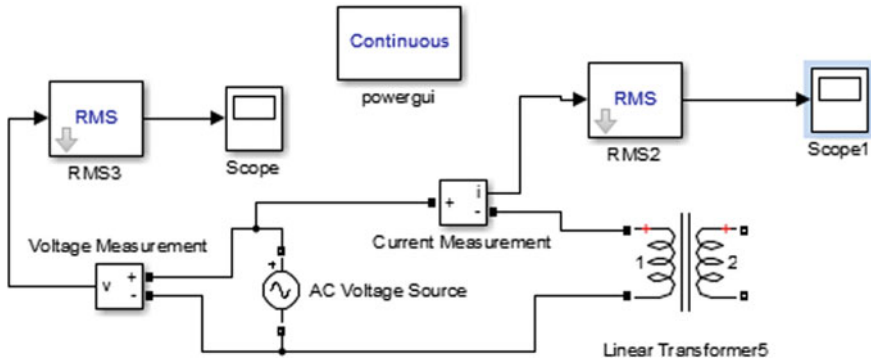 Continuous
powergui
RMS
RMS3
Scope
RMS
RMS2
Scope1
+
i
-
Current Measurement
Voltage Measurement
v
+
-
+
AC Voltage Source
+
1
+
2
Linear Transformer5